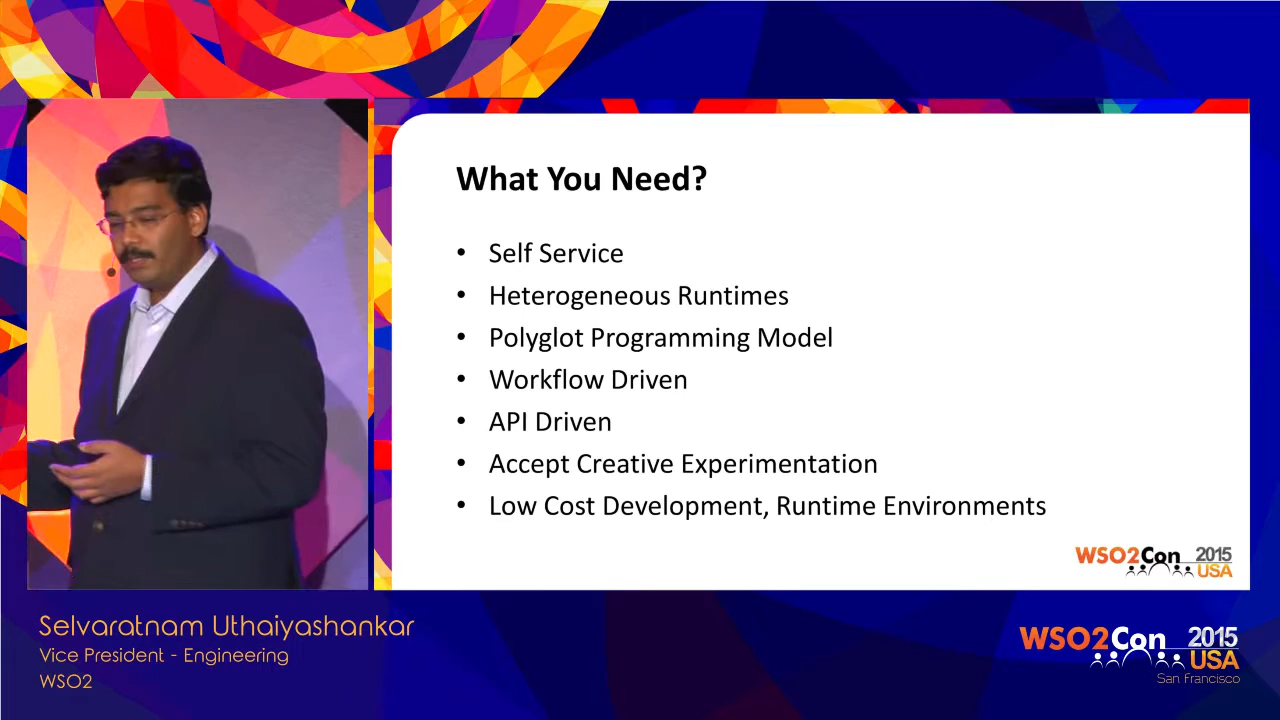 What You Need?
• Self Service
• Heterogeneous Runtimes
• Polyglot Programming Model
• Workflow Driven
• API Driven
• Accept Creative Experimentation
• Low Cost Development, Runtime Environments
WSO2Con 2015
USA
Selvaratnam Uthaiyashankar
Vice President - Engineering
WSO2
WSO2Con 2015
USA
San Francisco